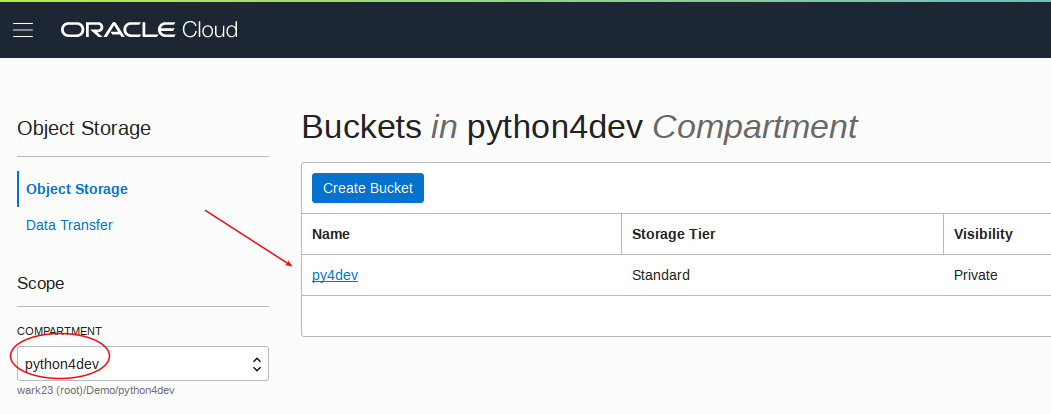 ORACLE Cloud
Object Storage
Object Storage
Data Transfer
Scope
COMPARTMENT
python4dev
wark23 (root)/Demo/python4dev
Buckets in python4dev Compartment
Create Bucket
Name Storage Tier Visibility
py4dev Standard Private